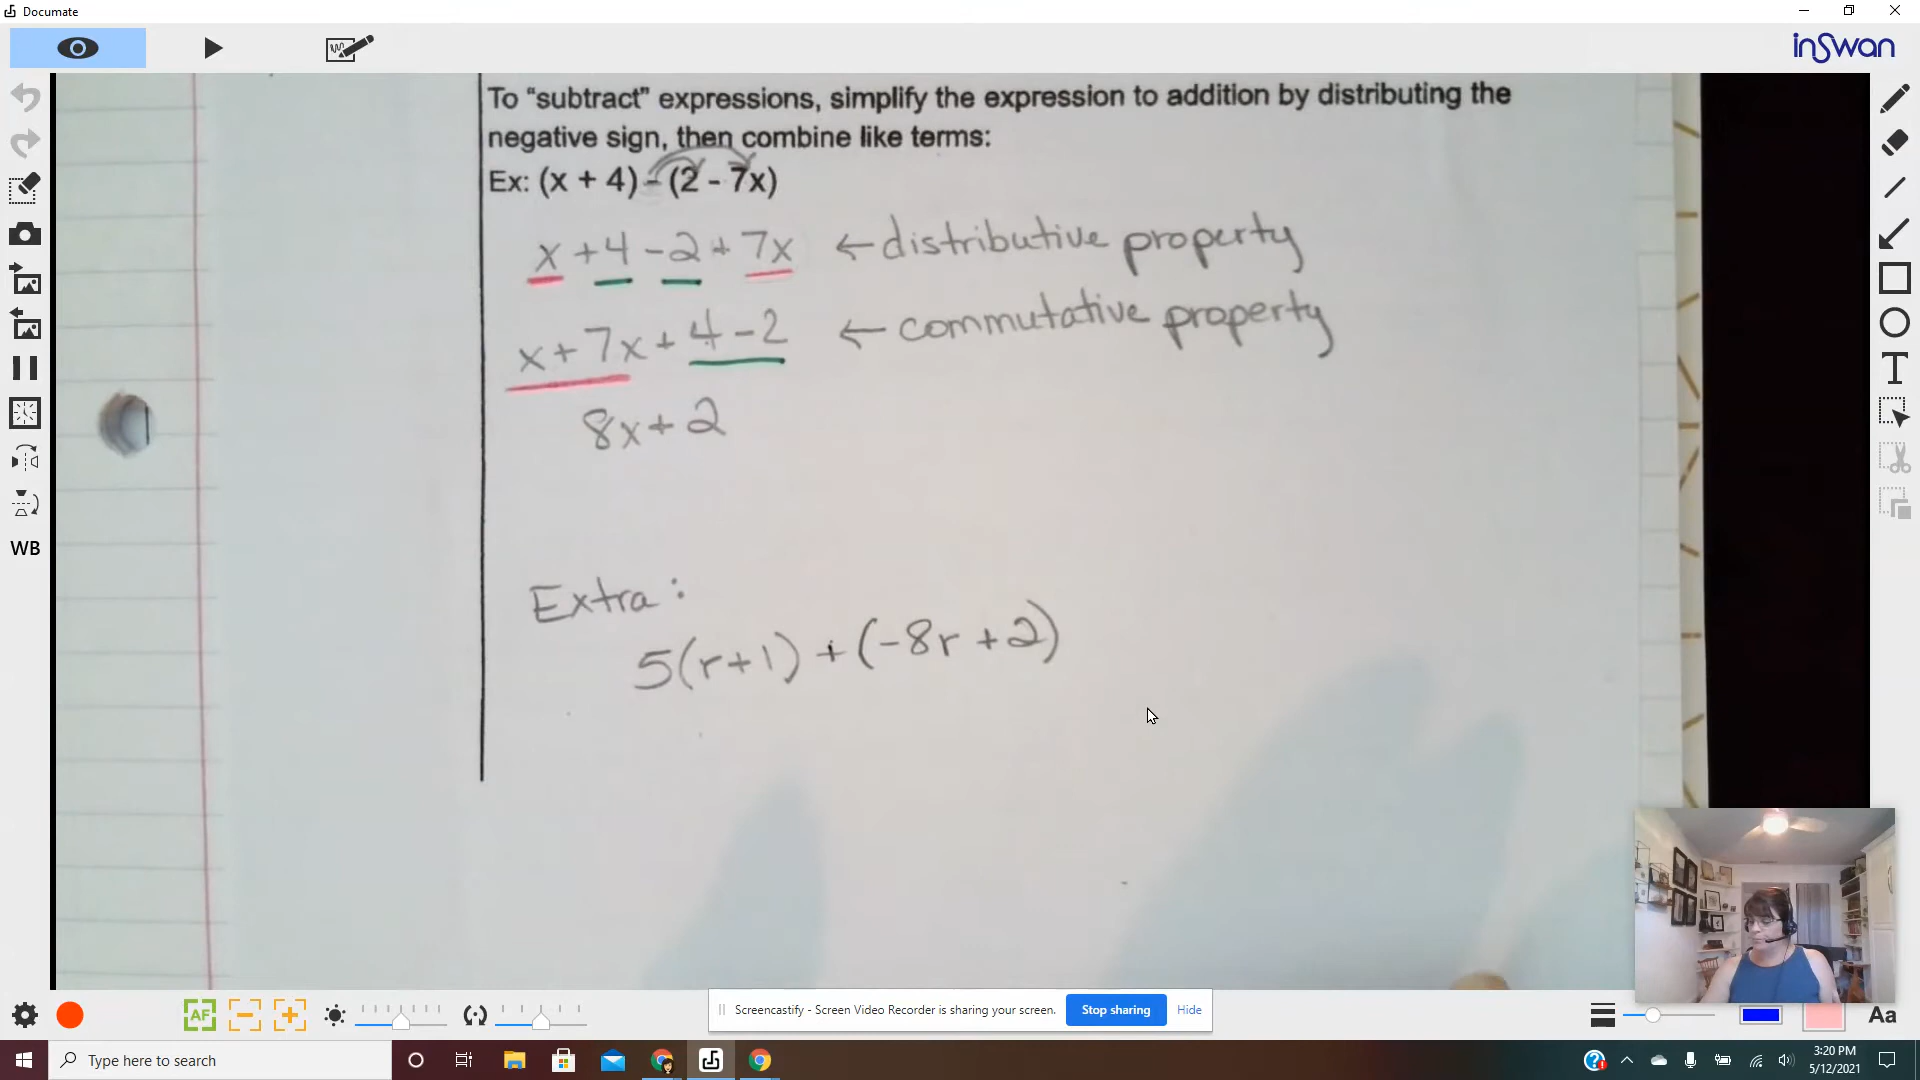 Documate
inSwan
To “subtract” expressions, simplify the expression to addition by distributing the
negative sign, then combine like terms:
Ex: (x + 4) - (2 - 7x)
x + 4 - 2 + 7x ← distributive property
x + 7x + 4 - 2 ← commutative property
8x + 2
Extra:
5(r+1) + (-8r + 2)
T
WB
AF
Screencastify - Screen Video Recorder is sharing your screen.
Stop sharing
Hide
Aa
Type here to search
3:20 PM
5/12/2021